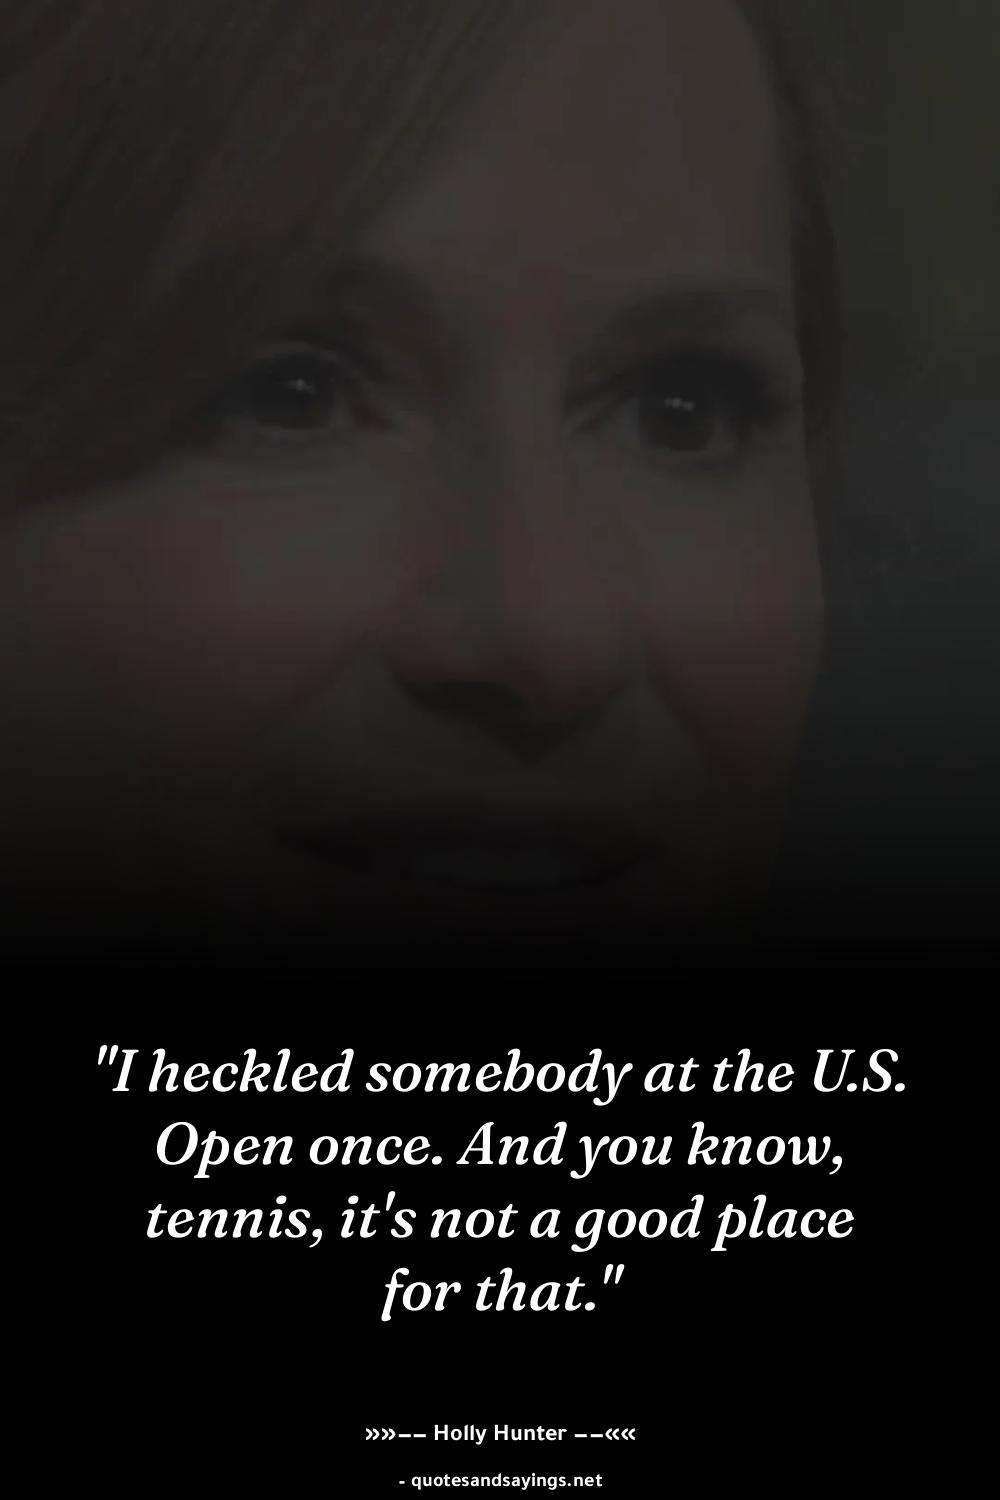 "I heckled somebody at the U.S.
Open once. And you know,
tennis, it's not a good place
for that."
»»−− Holly Hunter −−««
- quotesandsayings.net